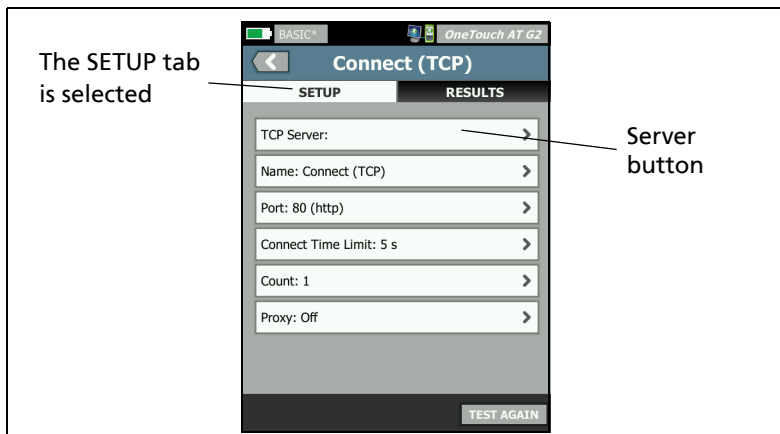 BASIC*
OneTouch AT G2
Connect (TCP)
The SETUP tab
is selected
SETUP
RESULTS
TCP Server:
Server
button
Name: Connect (TCP)
Port: 80 (http)
Connect Time Limit: 5 s
Count: 1
Proxy: Off
TEST AGAIN